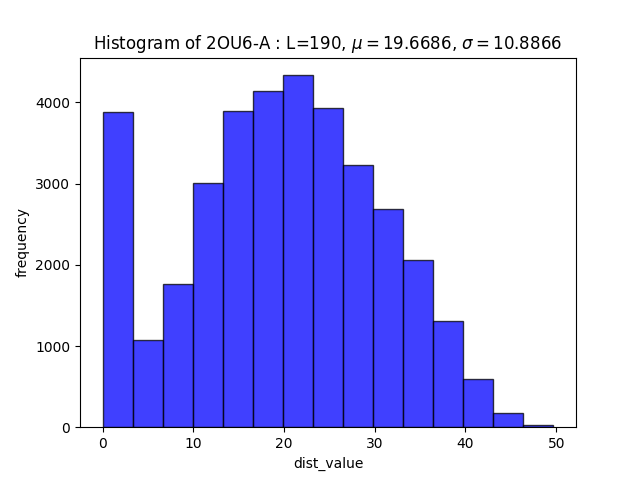 Histogram of 2OU6-A : L=190, μ = 19.6686, σ = 10.8866
4000
3000
2000
1000
0
frequency
0 10 20 30 40 50
dist_value